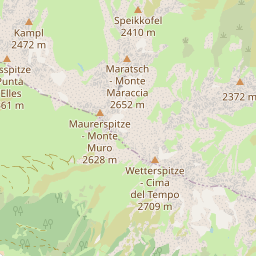 Speikkofel
2410 m
Kampl
2472 m
Maratsch
- Monte
Maraccia
2652 m
sspitze
Punta
Elles
61 m
2372 m
Maurerspitze
- Monte
Muro
2628 m
Wetterspitze
- Cima
del Tempo
2709 m